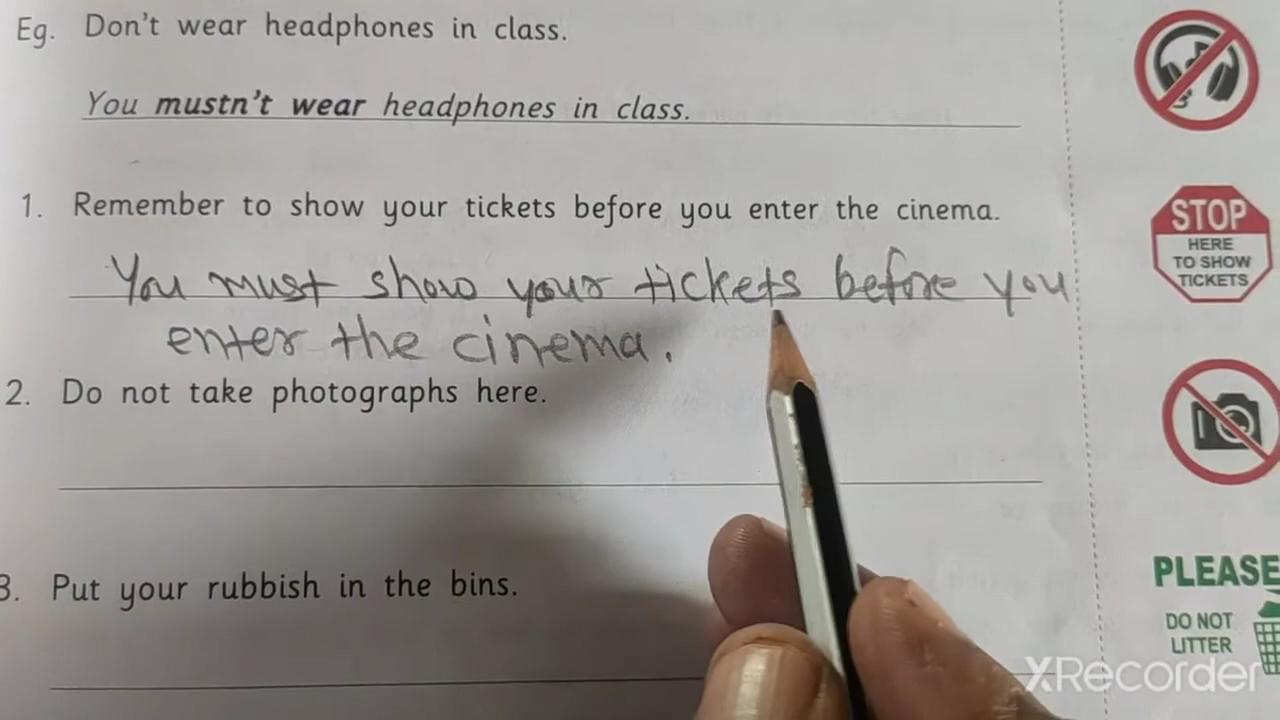 Eg. Don't wear headphones in class.
You mustn't wear headphones in class.
1. Remember to show your tickets before you enter the cinema.
You must show your tickets before you
enter the cinema.
STOP
HERE
TO SHOW
TICKETS
2. Do not take photographs here.
3. Put your rubbish in the bins.
PLEASE
DO NOT
LITTER
XRecorder